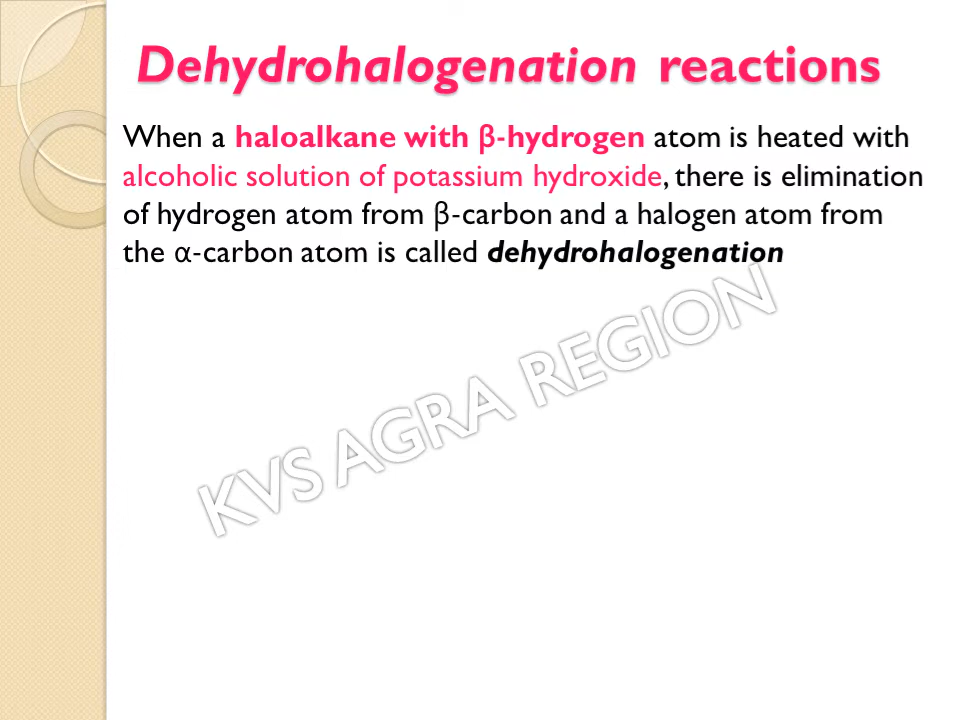 Dehydrohalogenation reactions
When a haloalkane with β-hydrogen atom is heated with
alcoholic solution of potassium hydroxide, there is elimination
of hydrogen atom from β-carbon and a halogen atom from
the α-carbon atom is called dehydrohalogenation
KVS AGRA REGION